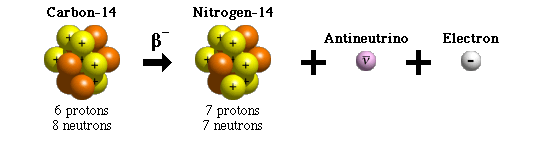 Carbon-14
Nitrogen-14
β⁻
Antineutrino
Electron
+
+
ν̅
-
6 protons
8 neutrons
7 protons
7 neutrons